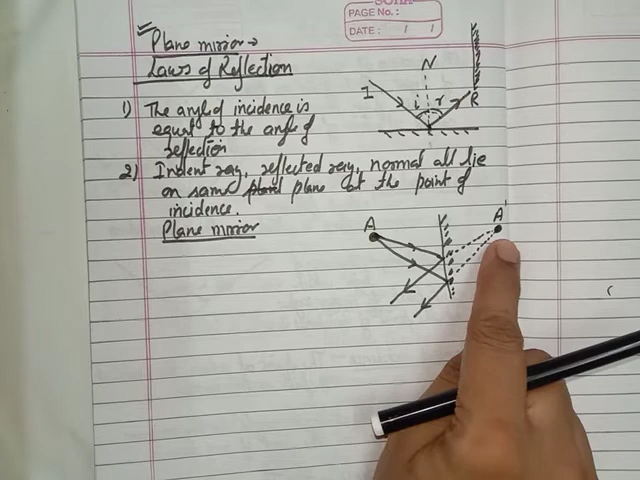 PAGE No.:
DATE: / /
Plane mirror →
Laws of Reflection
N
I
i
r
R
1) The angle of incidence is
equal to the angle of
reflection
2) Indent ray, reflected ray, normal all lie
on same plane at the point of
incidence.
Plane mirror
A
A'